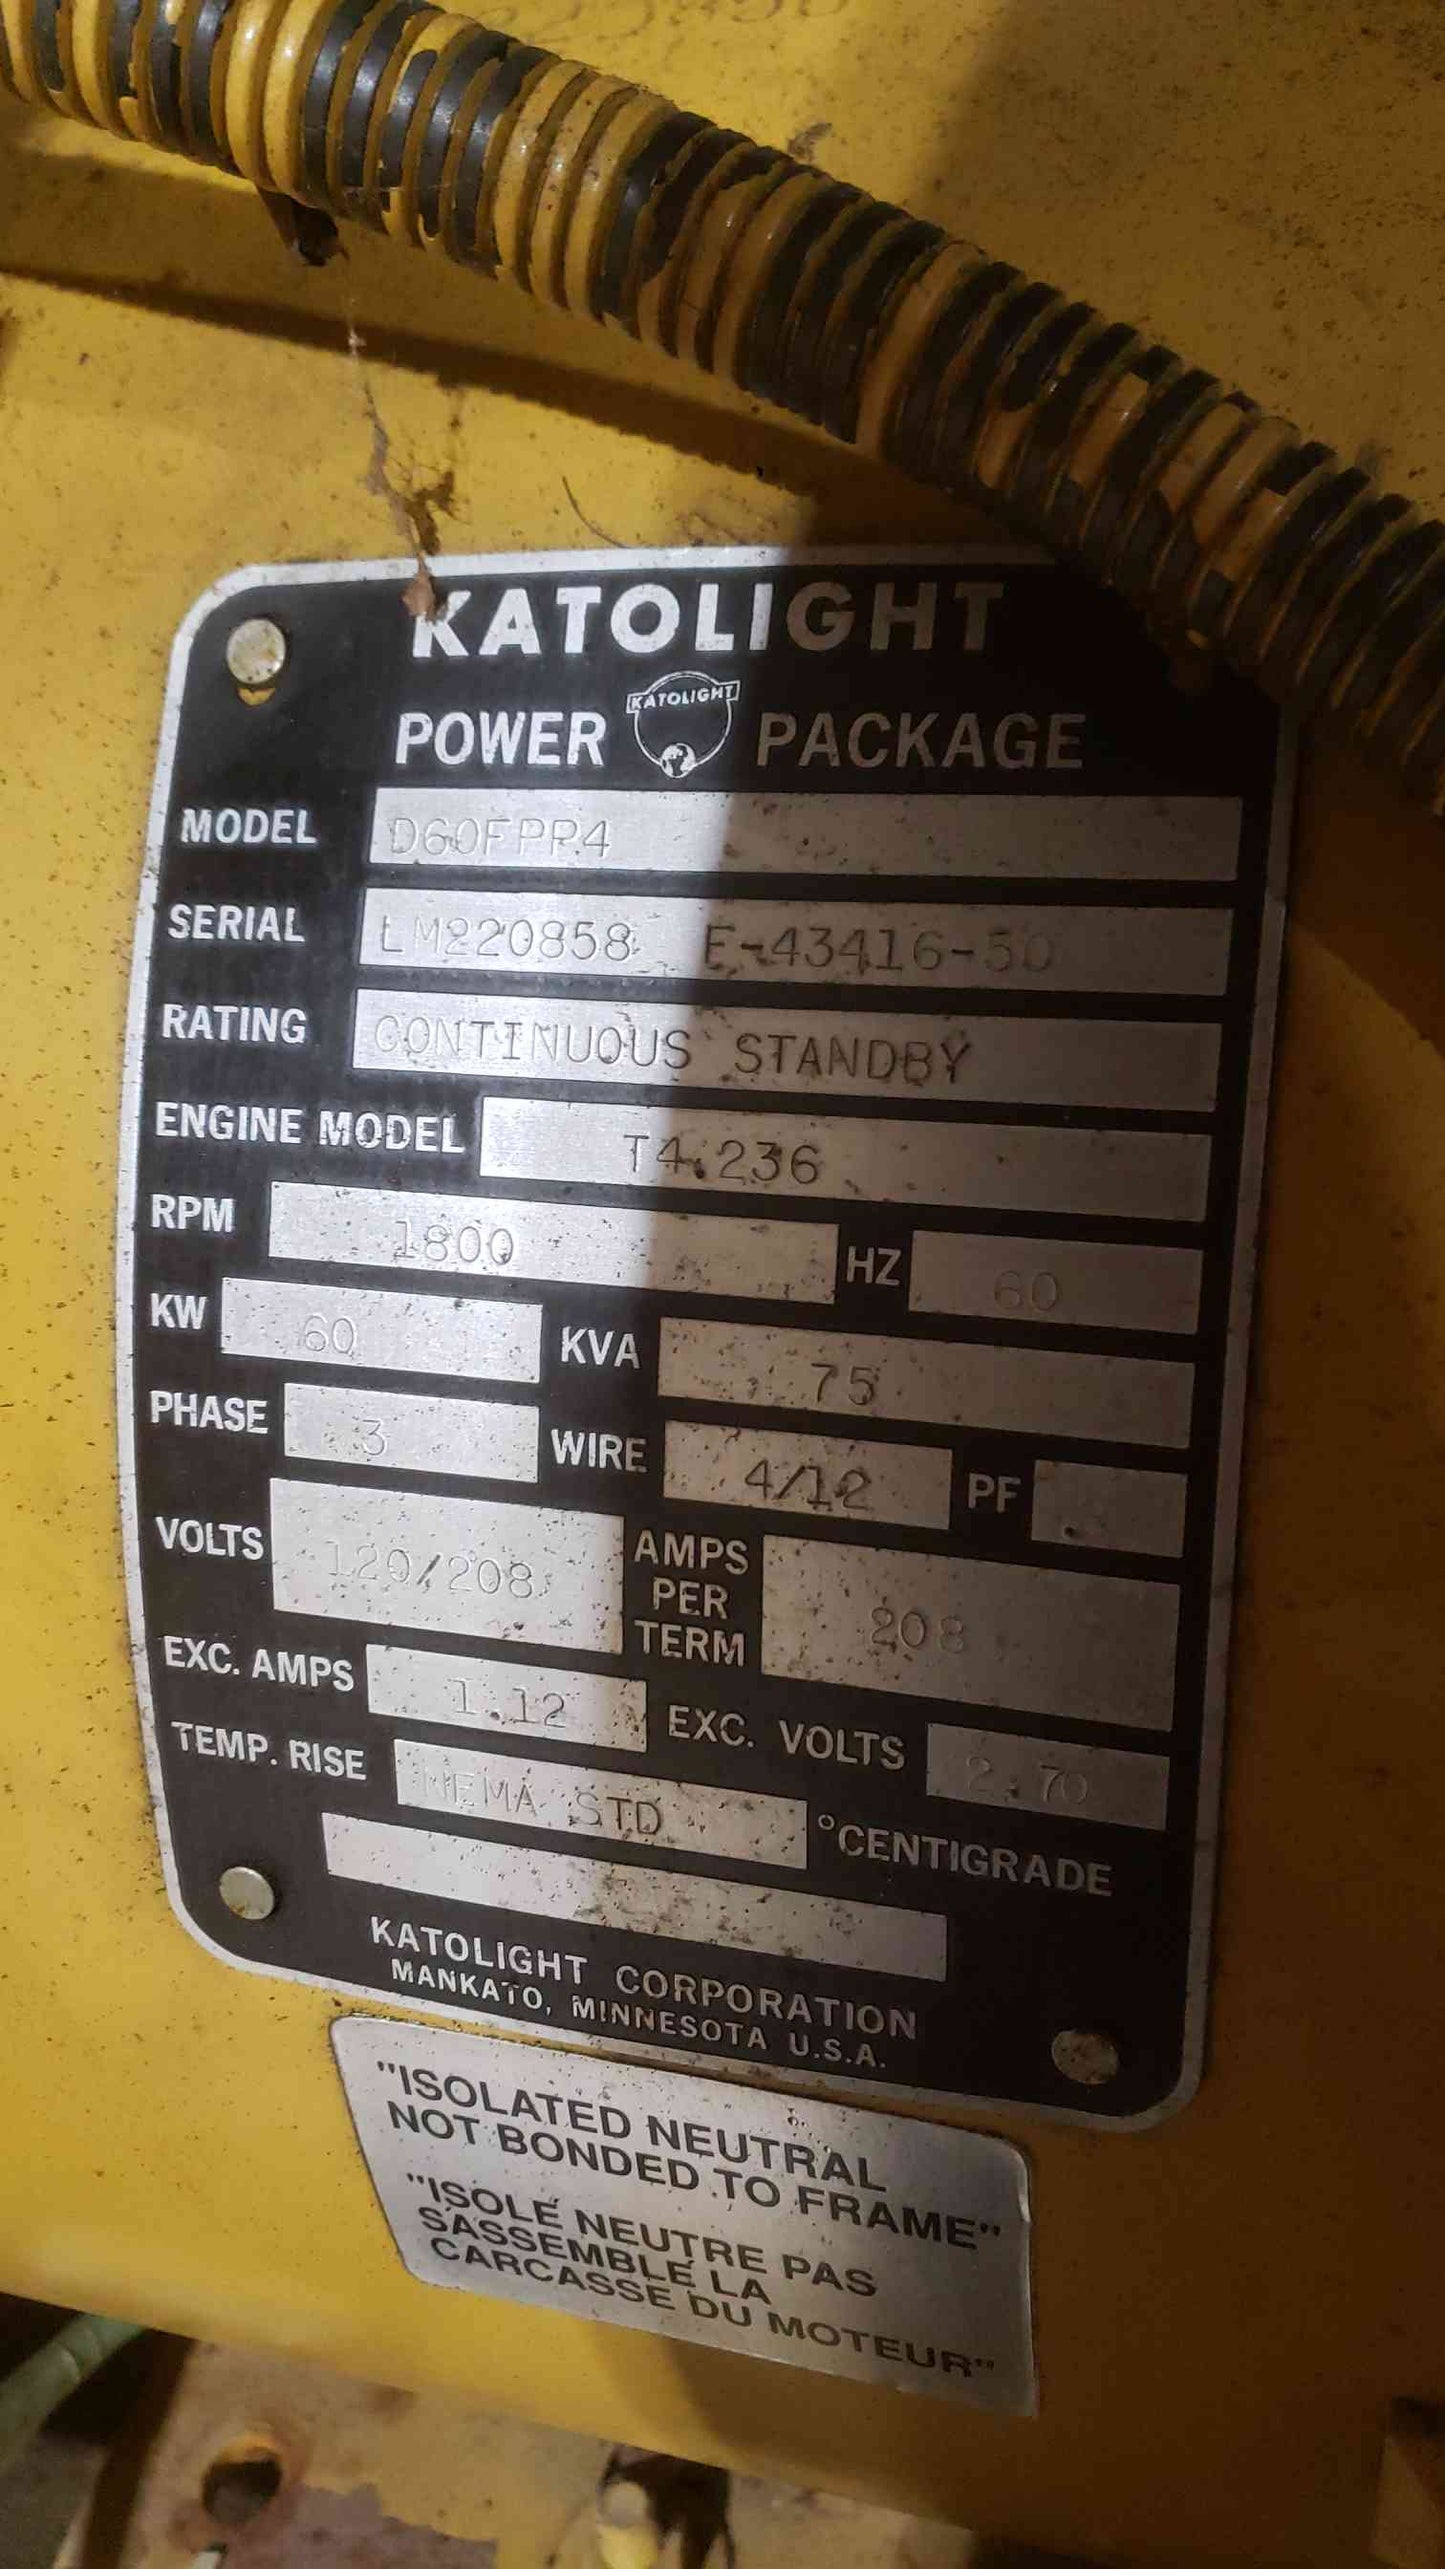 KATOLIGHT
POWER KATOLIGHT PACKAGE
MODEL D60FPP4
SERIAL LM220858 E-43416-50
RATING CONTINUOUS STANDBY
ENGINE MODEL T4.236
RPM 1800 HZ 60
KW 60 KVA 75
PHASE 3 WIRE 4/12 PF
VOLTS 120/208 AMPS PER TERM 208
EXC. AMPS 1.12 EXC. VOLTS 2.70
TEMP. RISE NEMA STD °CENTIGRADE
KATOLIGHT CORPORATION
MANKATO, MINNESOTA U.S.A.
"ISOLATED NEUTRAL
NOT BONDED TO FRAME"
"ISOLÉ NEUTRE PAS
S'ASSEMBLÉ LA
CARCASSE DU MOTEUR"